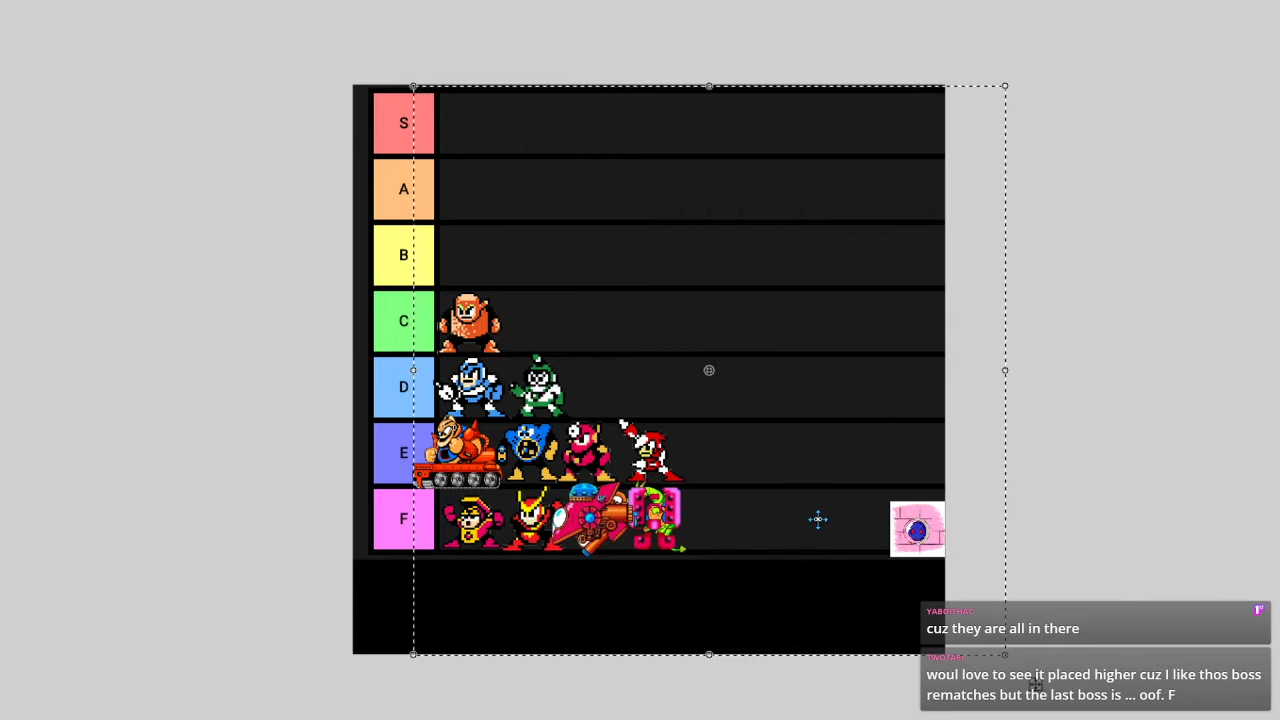 S
A
B
C
D
E
F
YABOITHAC
cuz they are all in there
woul love to see it placed higher cuz I like thos boss
rematches but the last boss is ... oof. F